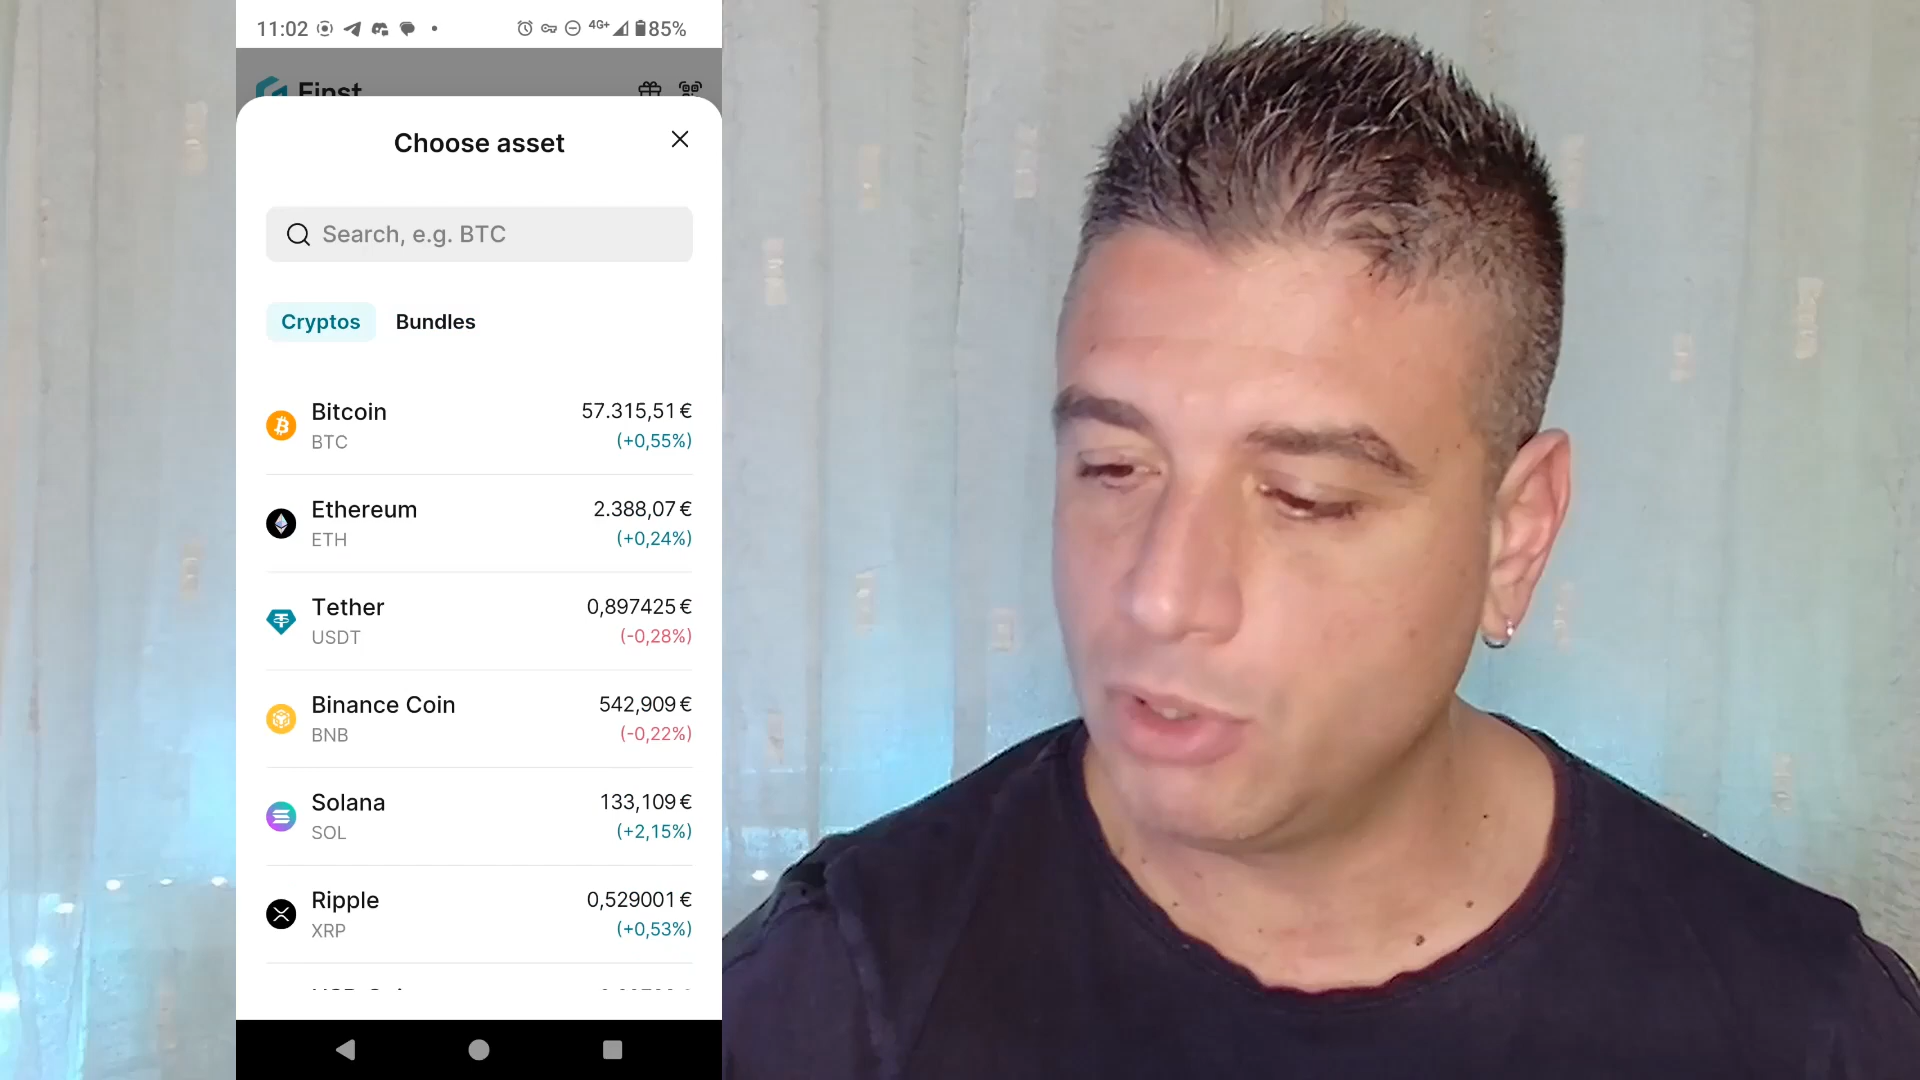 11:02
4G+
85%
Finst
Choose asset
Search, e.g. BTC
Cryptos Bundles
Bitcoin 57.315,51 €
BTC (+0,55%)
Ethereum 2.388,07 €
ETH (+0,24%)
Tether 0,897425 €
USDT (-0,28%)
Binance Coin 542,909 €
BNB (-0,22%)
Solana 133,109 €
SOL (+2,15%)
Ripple 0,529001 €
XRP (+0,53%)